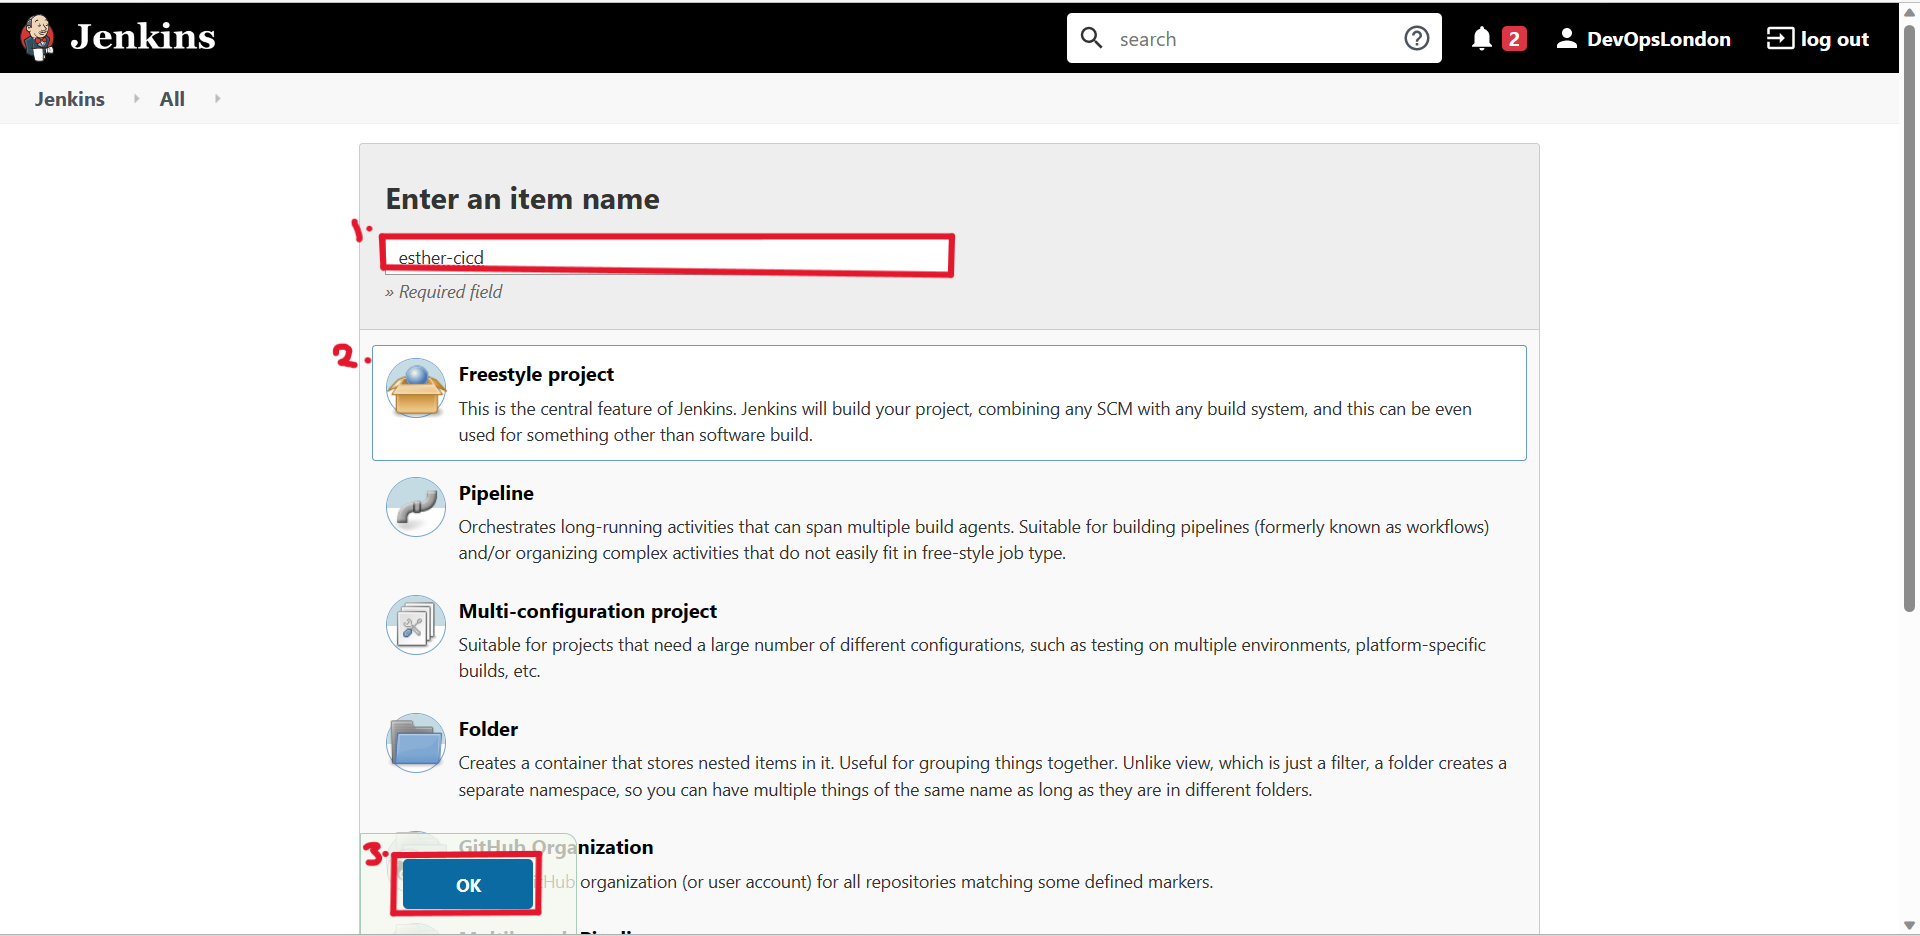 Jenkins
search
2
DevOpsLondon
log out
Jenkins
All
Enter an item name
1.
esther-cicd
» Required field
2.
Freestyle project
This is the central feature of Jenkins. Jenkins will build your project, combining any SCM with any build system, and this can be even
used for something other than software build.
Pipeline
Orchestrates long-running activities that can span multiple build agents. Suitable for building pipelines (formerly known as workflows)
and/or organizing complex activities that do not easily fit in free-style job type.
Multi-configuration project
Suitable for projects that need a large number of different configurations, such as testing on multiple environments, platform-specific
builds, etc.
Folder
Creates a container that stores nested items in it. Useful for grouping things together. Unlike view, which is just a filter, a folder creates a
separate namespace, so you can have multiple things of the same name as long as they are in different folders.
GitHub Organization
3.
OK
organization (or user account) for all repositories matching some defined markers.